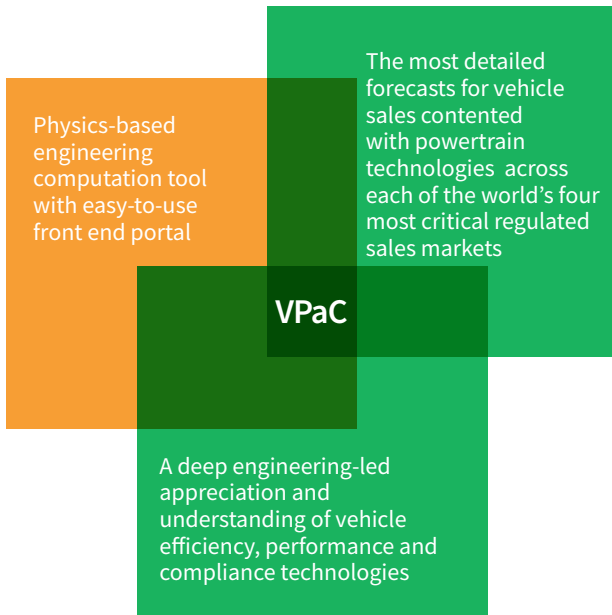 Physics-based
engineering
computation tool
with easy-to-use
front end portal
The most detailed
forecasts for vehicle
sales contented
with powertrain
technologies across
each of the world’s four
most critical regulated
sales markets
VPaC
A deep engineering-led
appreciation and
understanding of vehicle
efficiency, performance and
compliance technologies